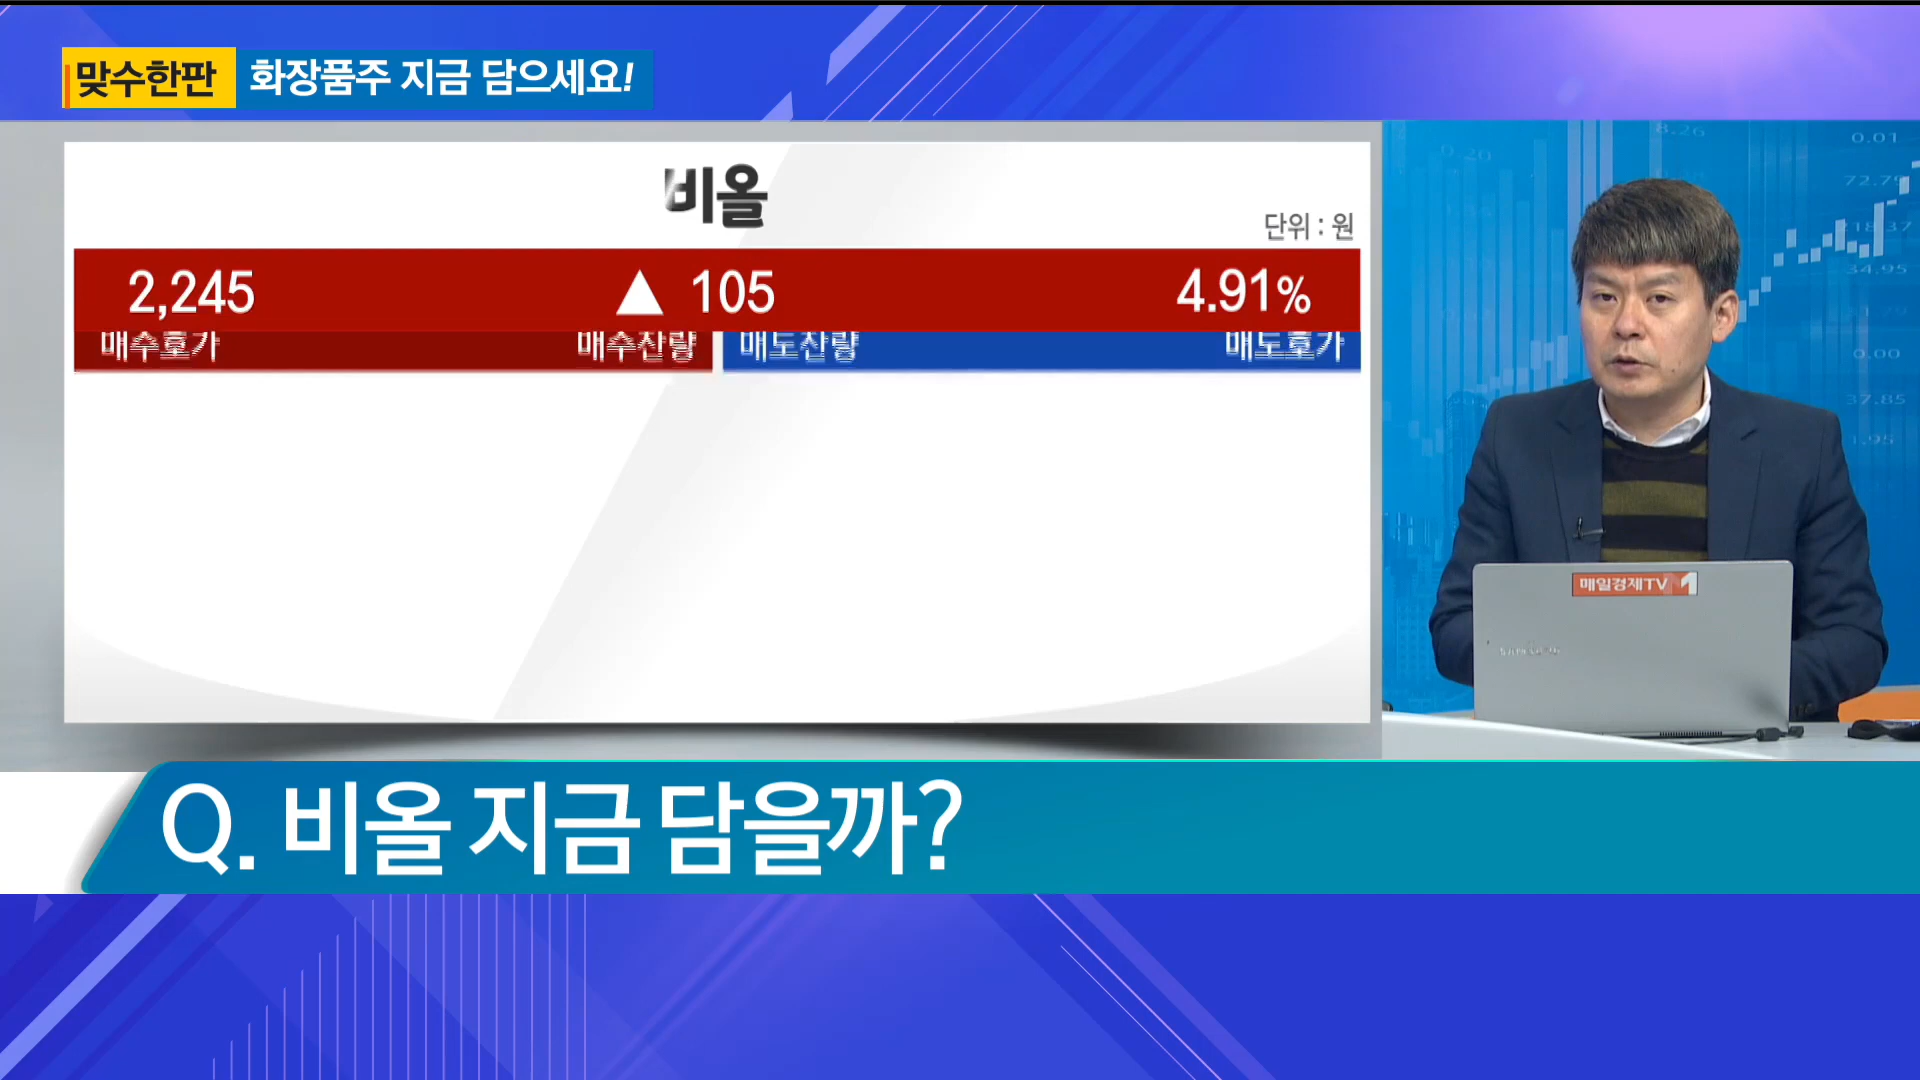 맞수한판 화장품주 지금 담으세요!
비올
단위 : 원
2,245 ▲ 105 4.91%
매수호가 매수잔량 매도잔량 매도호가
매일경제TV 1
Q. 비올 지금 담을까?